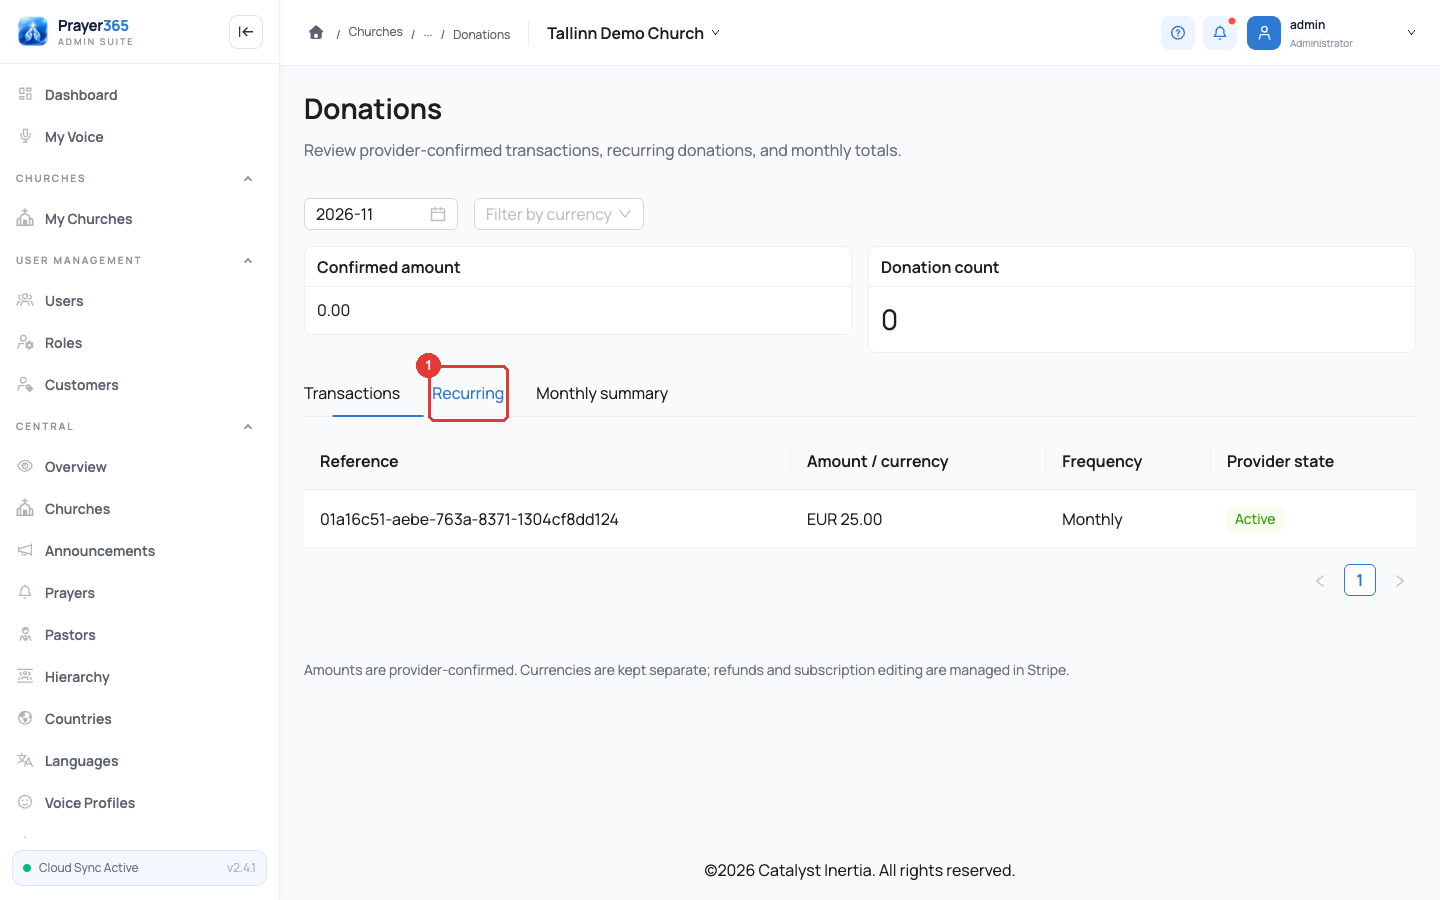 Prayer365
ADMIN SUITE
Dashboard
My Voice
CHURCHES
My Churches
USER MANAGEMENT
Users
Roles
Customers
CENTRAL
Overview
Churches
Announcements
Prayers
Pastors
Hierarchy
Countries
Languages
Voice Profiles
Cloud Sync Active v2.4.1
/ Churches / ... / Donations Tallinn Demo Church
admin
Administrator
Donations
Review provider-confirmed transactions, recurring donations, and monthly totals.
2026-11 Filter by currency
Confirmed amount
0.00
Donation count
0
1
Transactions Recurring Monthly summary
Reference Amount / currency Frequency Provider state
01a16c51-aebe-763a-8371-1304cf8dd124 EUR 25.00 Monthly Active
1
Amounts are provider-confirmed. Currencies are kept separate; refunds and subscription editing are managed in Stripe.
©2026 Catalyst Inertia. All rights reserved.